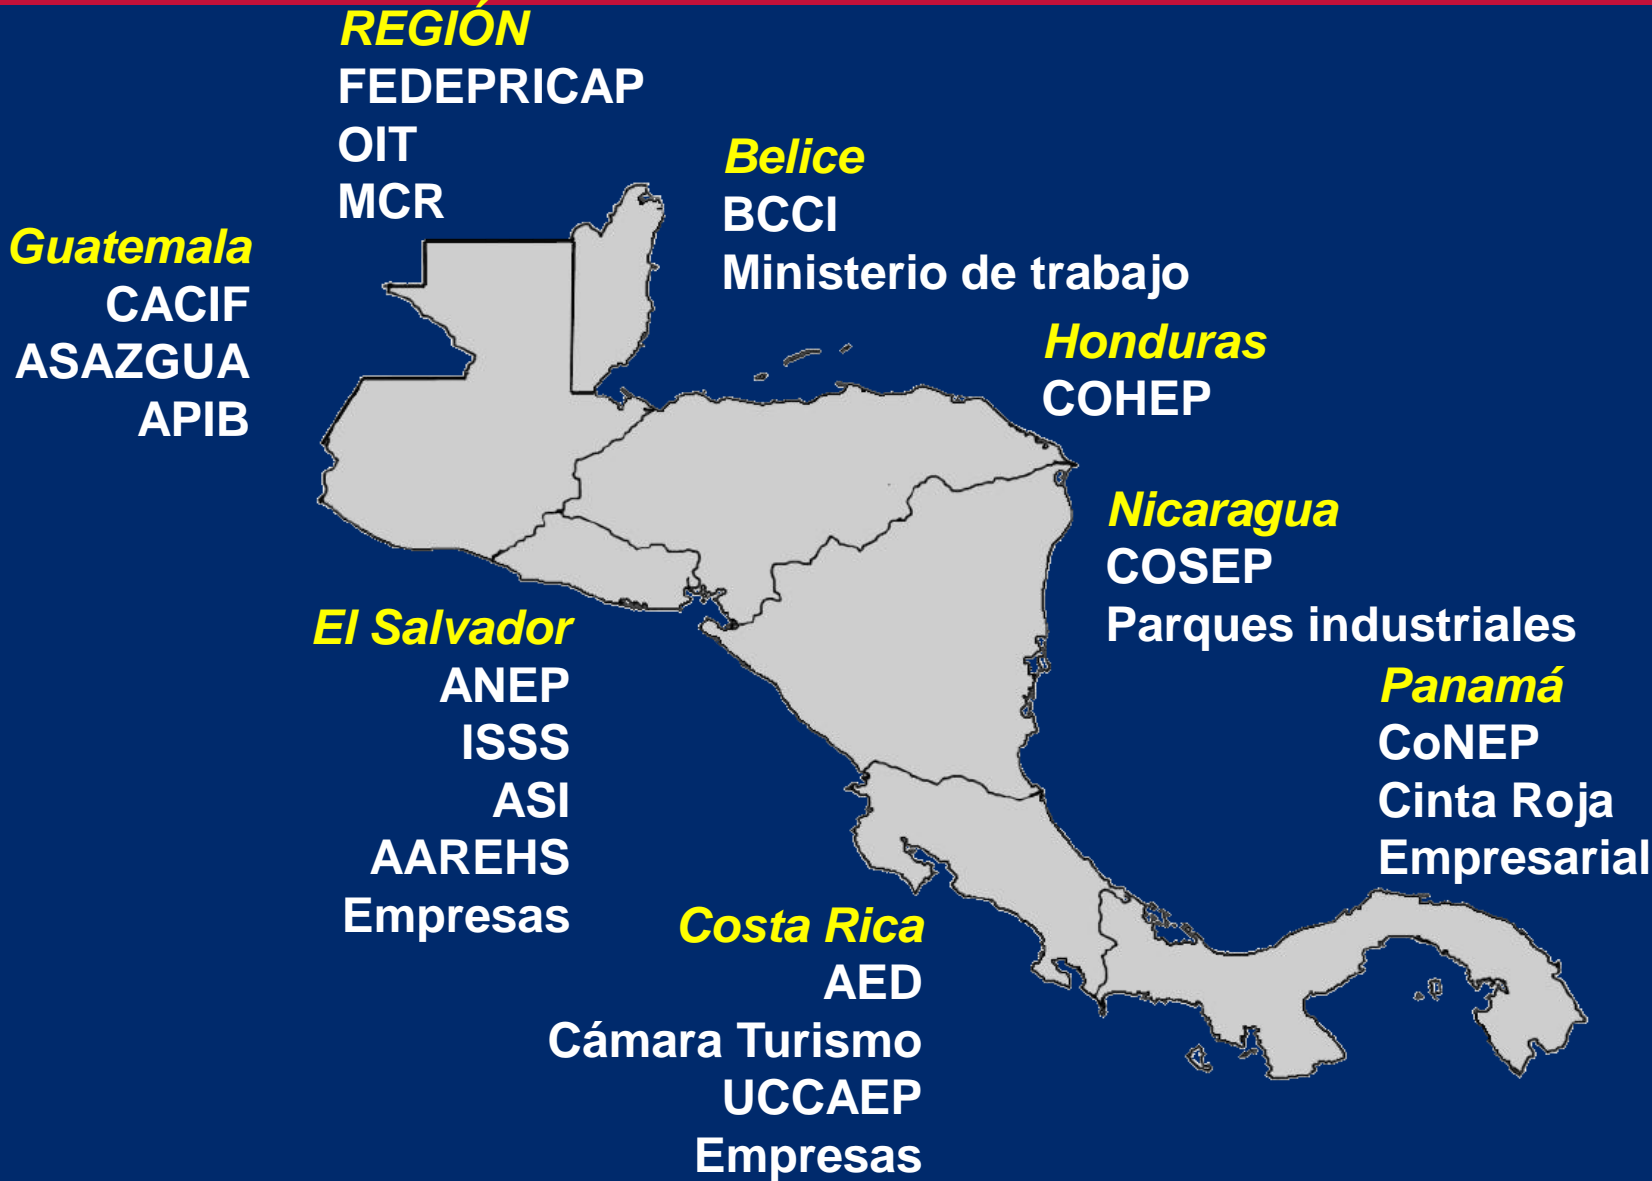 REGIÓN
FEDEPRICAP
OIT
MCR
Belice
BCCI
Ministerio de trabajo
Guatemala
CACIF
ASAZGUA
APIB
Honduras
COHEP
Nicaragua
COSEP
Parques industriales
El Salvador
ANEP
ISSS
ASI
AAREHS
Empresas
Panamá
CoNEP
Cinta Roja
Empresarial
Costa Rica
AED
Cámara Turismo
UCCAEP
Empresas